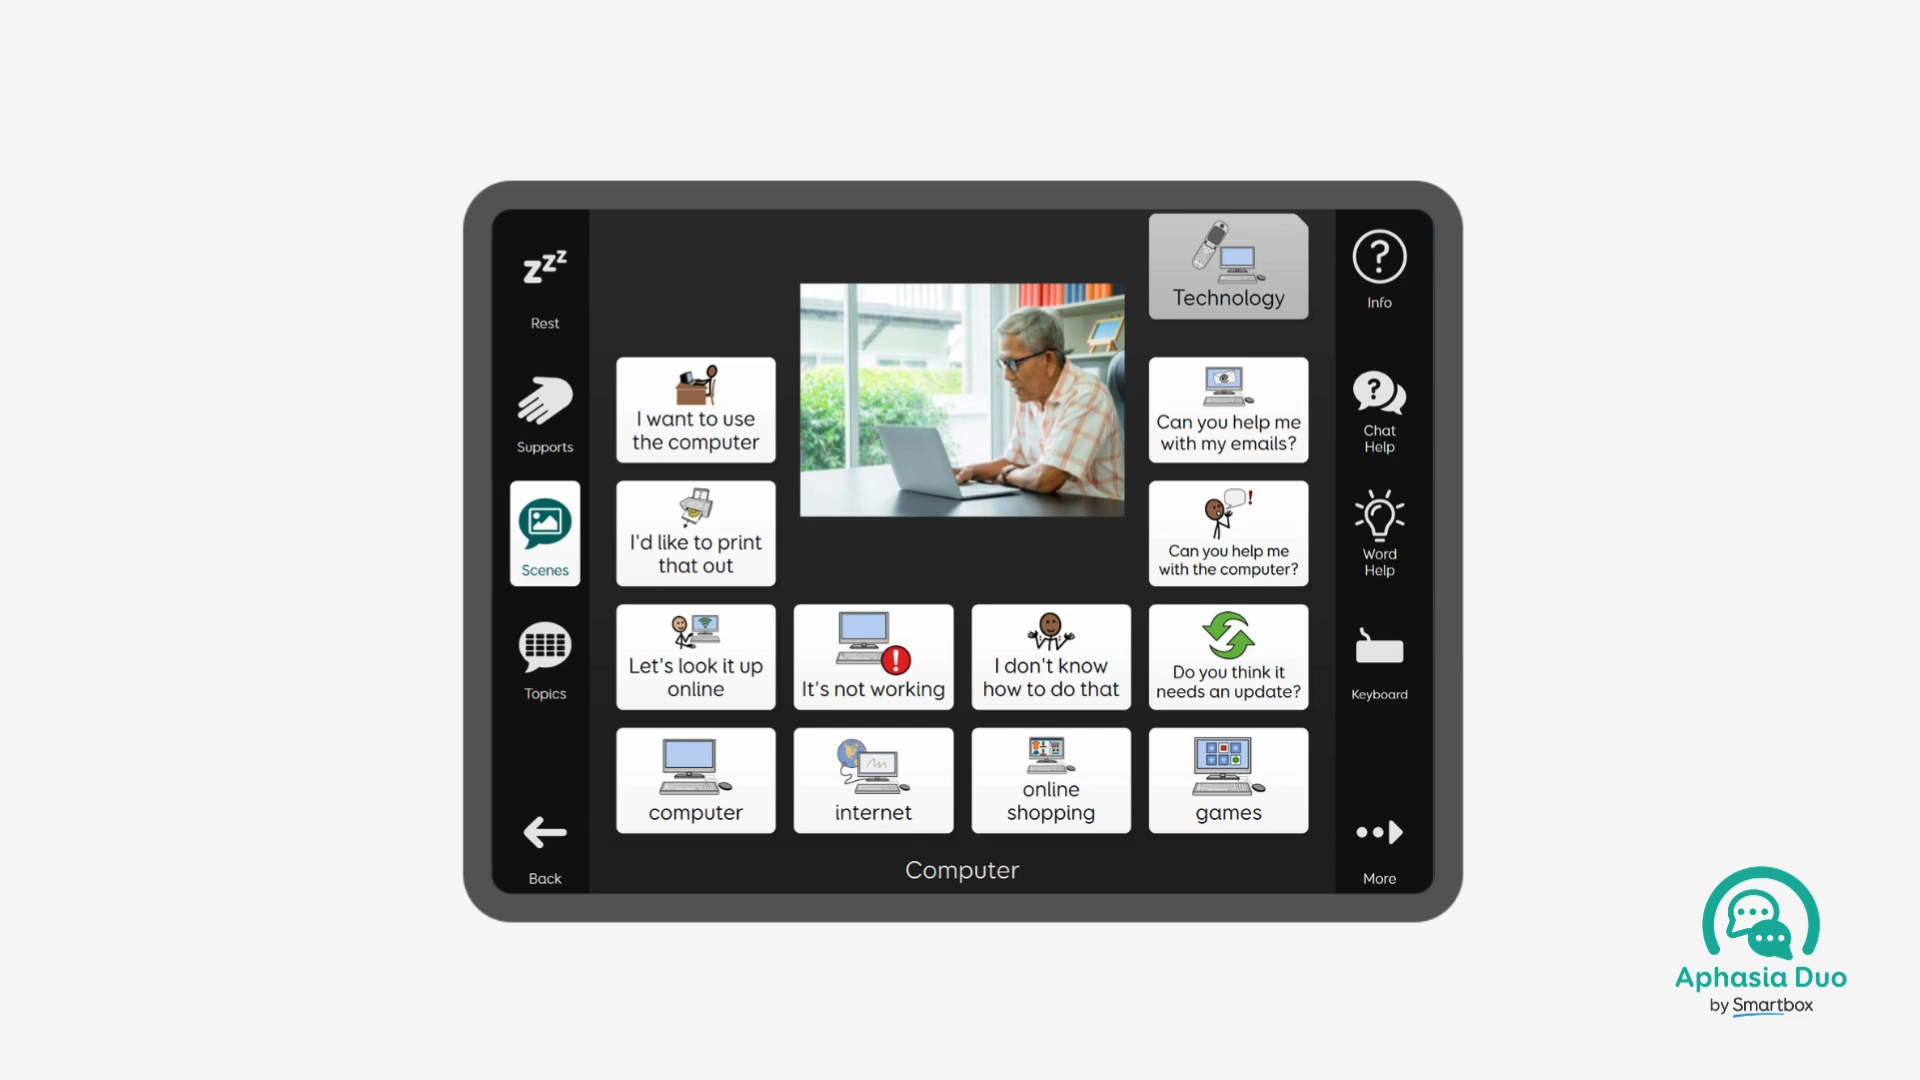 zzz
Rest
Supports
Scenes
Topics
Back
I want to use
the computer
I'd like to print
that out
Technology
Can you help me
with my emails?
Can you help me
with the computer?
Let's look it up
online
It's not working
I don't know
how to do that
Do you think it
needs an update?
computer
internet
online
shopping
games
Computer
?
Info
?
Chat
Help
Word
Help
Keyboard
More
Aphasia Duo
by Smartbox